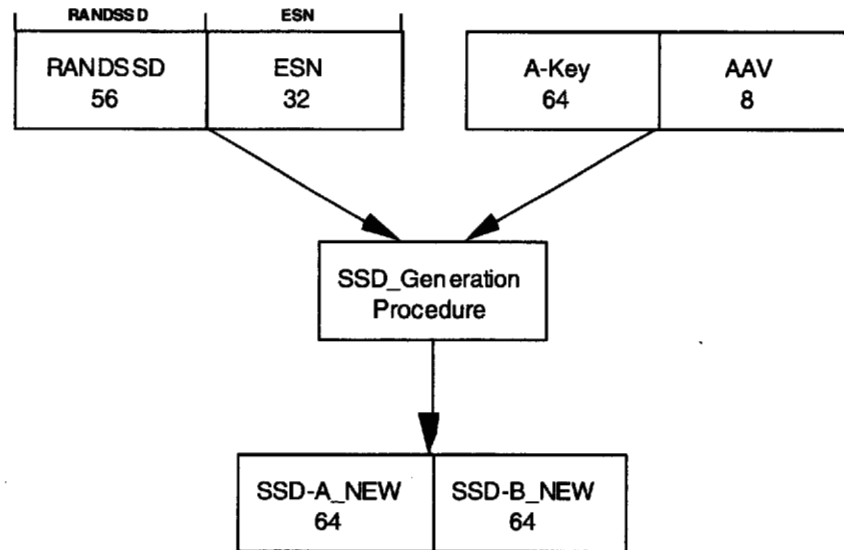 RANDSSD ESN
RANDSSD
56
ESN
32
A-Key
64
AAV
8
SSD_Generation
Procedure
SSD-A_NEW
64
SSD-B_NEW
64